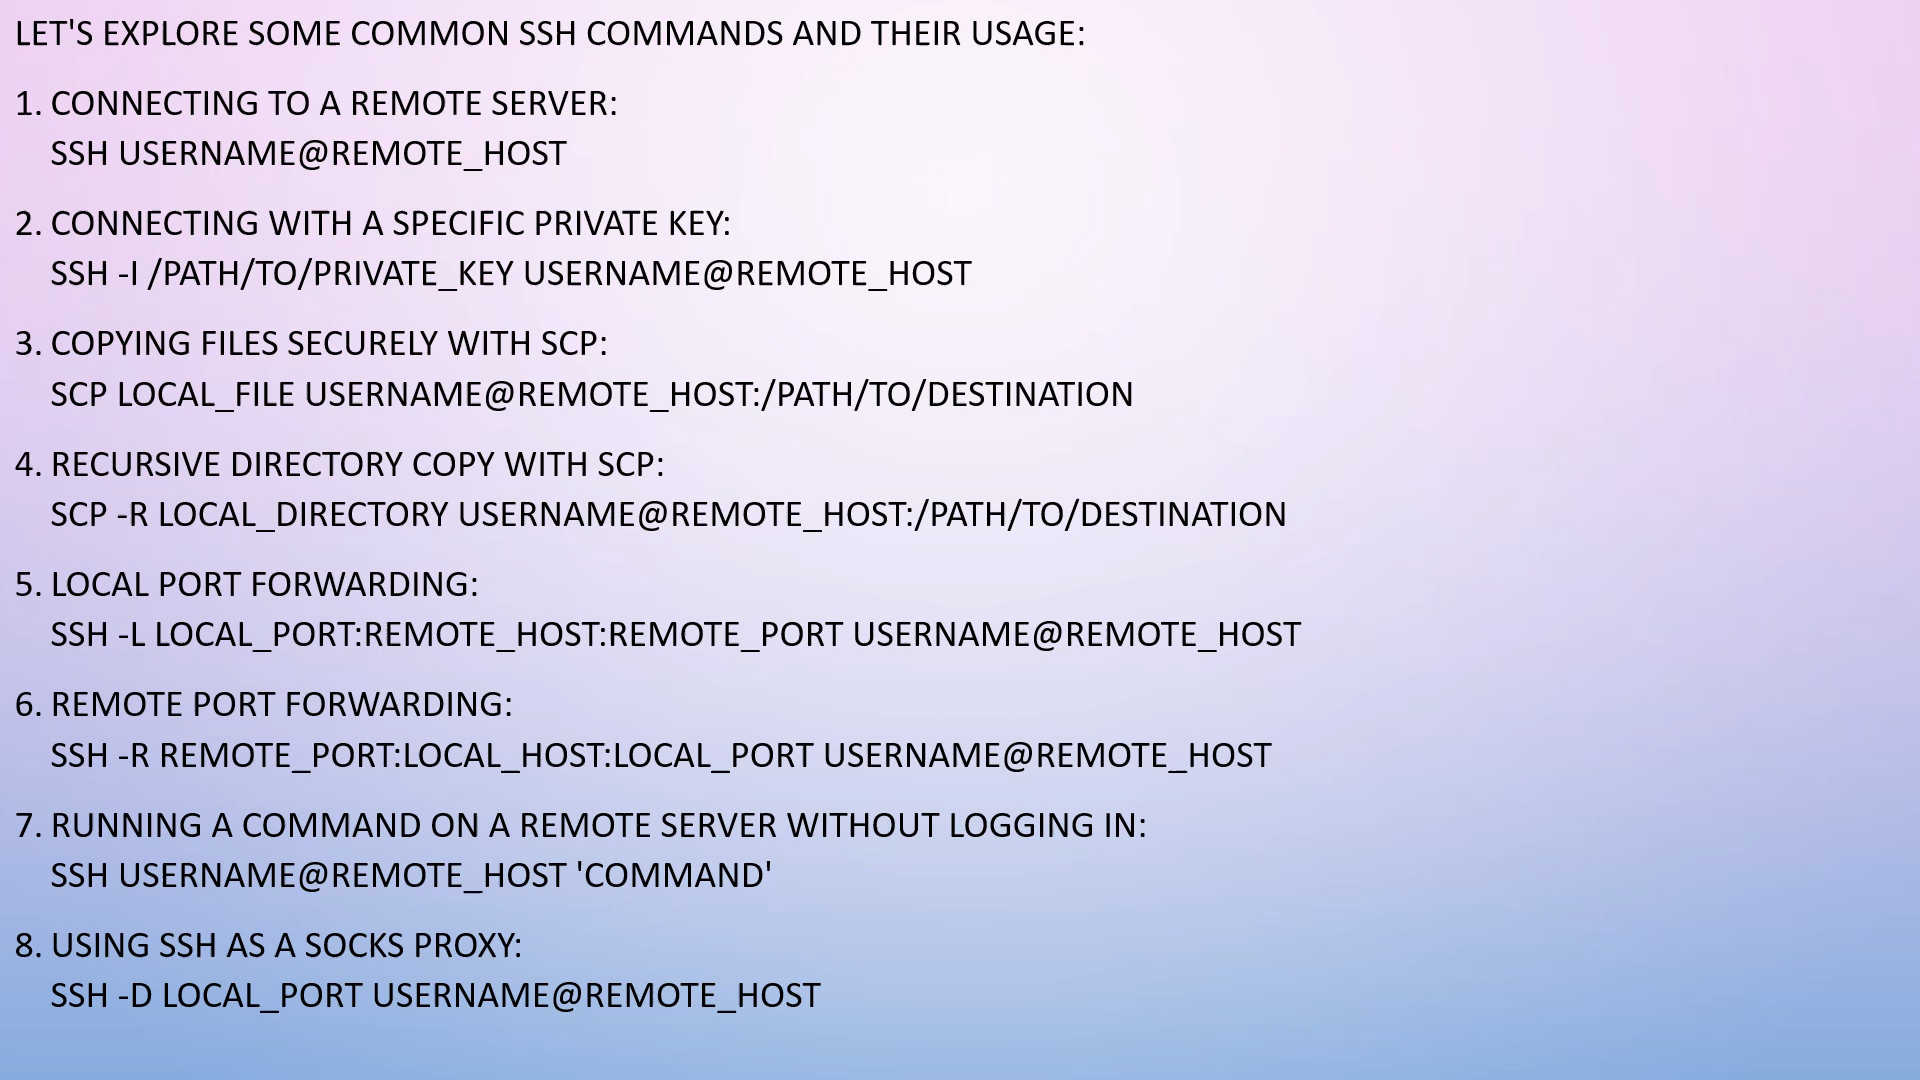 LET'S EXPLORE SOME COMMON SSH COMMANDS AND THEIR USAGE:
1. CONNECTING TO A REMOTE SERVER:
SSH USERNAME@REMOTE_HOST
2. CONNECTING WITH A SPECIFIC PRIVATE KEY:
SSH -I /PATH/TO/PRIVATE_KEY USERNAME@REMOTE_HOST
3. COPYING FILES SECURELY WITH SCP:
SCP LOCAL_FILE USERNAME@REMOTE_HOST:/PATH/TO/DESTINATION
4. RECURSIVE DIRECTORY COPY WITH SCP:
SCP -R LOCAL_DIRECTORY USERNAME@REMOTE_HOST:/PATH/TO/DESTINATION
5. LOCAL PORT FORWARDING:
SSH -L LOCAL_PORT:REMOTE_HOST:REMOTE_PORT USERNAME@REMOTE_HOST
6. REMOTE PORT FORWARDING:
SSH -R REMOTE_PORT:LOCAL_HOST:LOCAL_PORT USERNAME@REMOTE_HOST
7. RUNNING A COMMAND ON A REMOTE SERVER WITHOUT LOGGING IN:
SSH USERNAME@REMOTE_HOST 'COMMAND'
8. USING SSH AS A SOCKS PROXY:
SSH -D LOCAL_PORT USERNAME@REMOTE_HOST